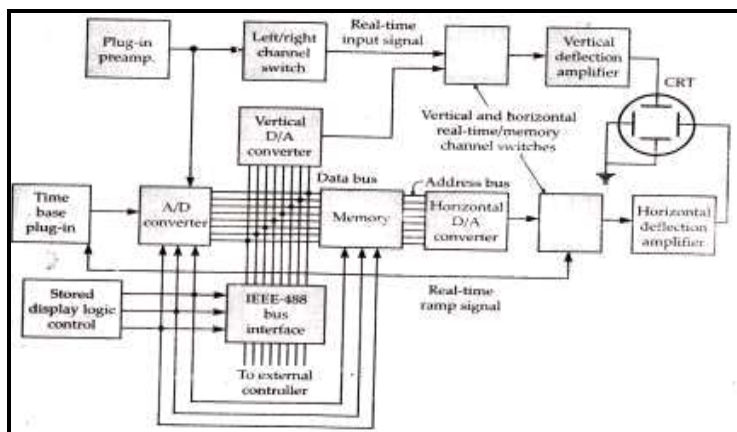 Plug-in
preamp.
Left/right
channel
switch
Real-time
input signal
Vertical
deflection
amplifier
CRT
Vertical
D/A
converter
Vertical and horizontal
real-time/memory
channel switches
Data bus
Address bus
Time
base
plug-in
A/D
converter
Memory
Horizontal
D/A
converter
Horizontal
deflection
amplifier
Real-time
ramp signal
Stored
display logic
control
IEEE-488
bus
interface
To external
controller